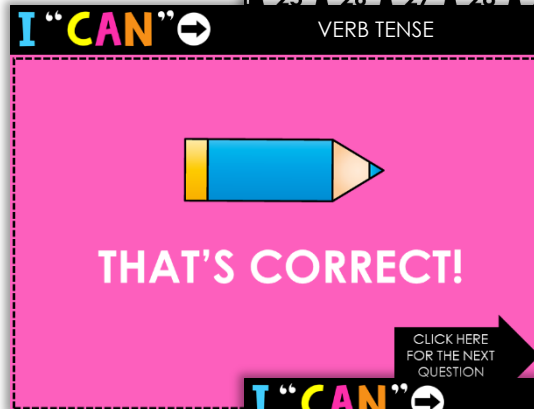 I “CAN”
VERB TENSE
THAT’S CORRECT!
CLICK HERE
FOR THE NEXT
QUESTION
I “CAN”